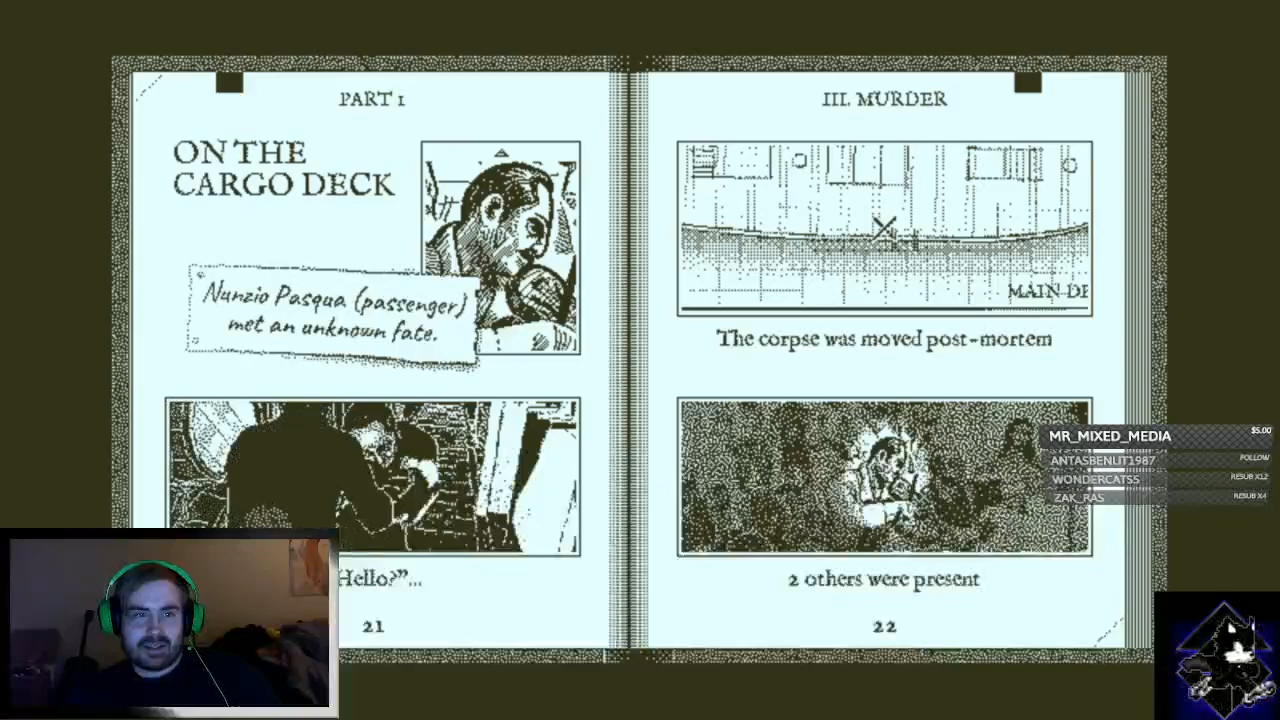 PART 1
III. MURDER
ON THE
CARGO DECK
Nunzio Pasqua (passenger)
met an unknown fate.
MAIN DE
The corpse was moved post-mortem
Hello?"...
2 others were present
21
22
MR_MIXED_MEDIA $5.00
ANTASBENUT1987 FOLLOW
WONDERCATSS RESUB X12
ZAK_RAS RESUB X4